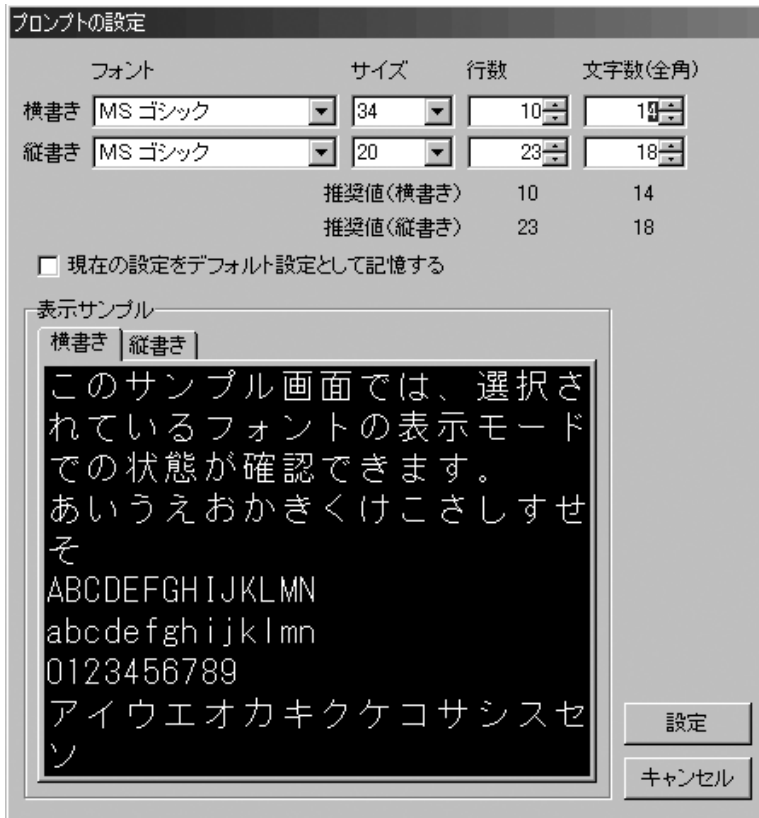 プロンプトの設定
フォント サイズ 行数 文字数(全角)
横書き MS ゴシック 34 10 14
縦書き MS ゴシック 20 23 18
推奨値(横書き) 10 14
推奨値(縦書き) 23 18
現在の設定をデフォルト設定として記憶する
表示サンプル
横書き 縦書き
このサンプル画面では、選択さ
れているフォントの表示モード
での状態が確認できます。
あいうえおかきくけこさしすせ
そ
ABCDEFGHIJKLMN
abcdefghijklmn
0123456789
アイウエオカキクケコサシスセ
ソ
設定
キャンセル